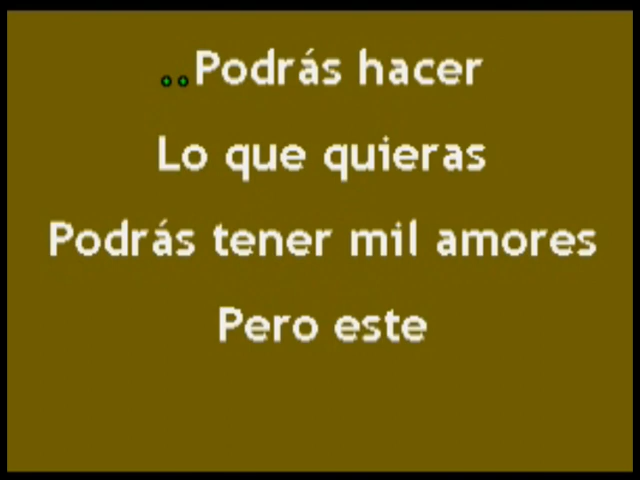 ..Podrás hacer
Lo que quieras
Podrás tener mil amores
Pero este